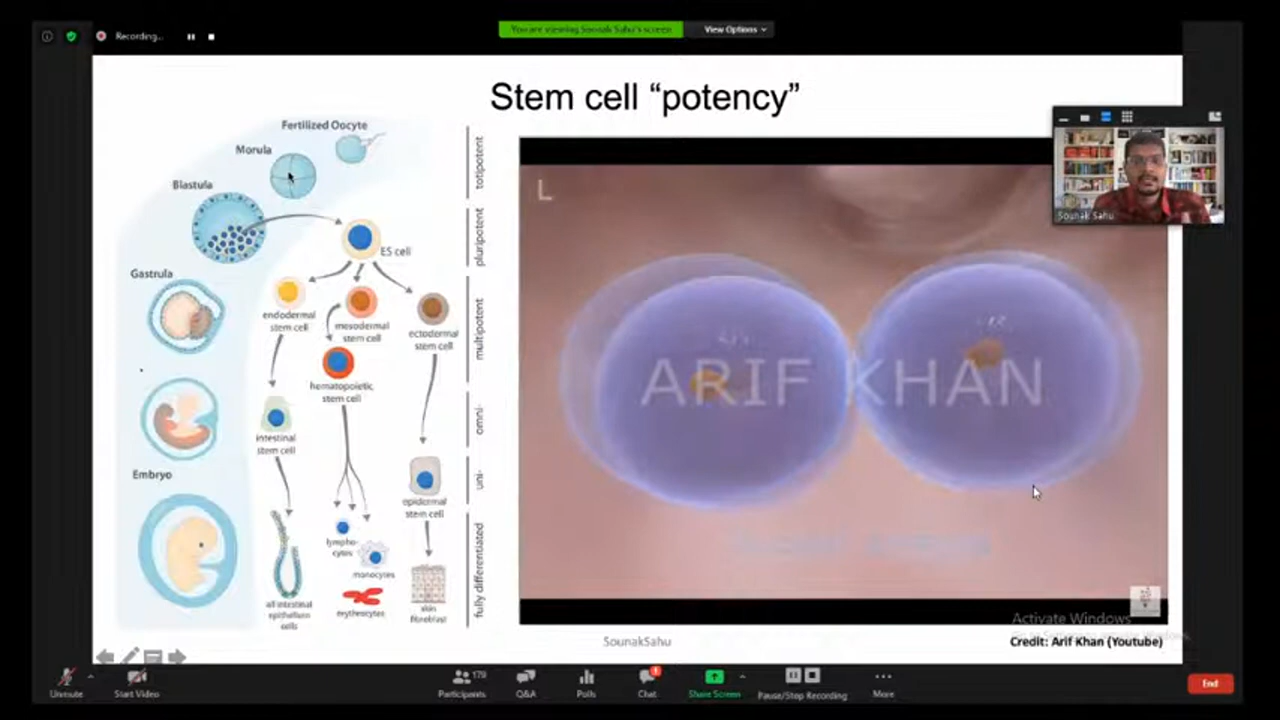 Recording...
You are viewing Sounak Sahu's screen
View Options
Stem cell “potency”
Fertilized Oocyte
Morula
Blastula
ES cell
Gastrula
endodermal
stem cell
mesodermal
stem cell
ectodermal
stem cell
hematopoietic
stem cell
intestinal
stem cell
Embryo
epidermal
stem cell
lympho-
cytes
monocytes
erythrocytes
all intestinal
epithelium
cells
skin
fibroblast
totipotent
pluripotent
multipotent
omni-
uni-
fully differentiated
L
ARIF KHAN
Sounak Sahu
Activate Windows
SounakSahu
Credit: Arif Khan (Youtube)
Unmute
Start Video
Participants
179
Q&A
Polls
Chat
Share Screen
Pause/Stop Recording
More
End